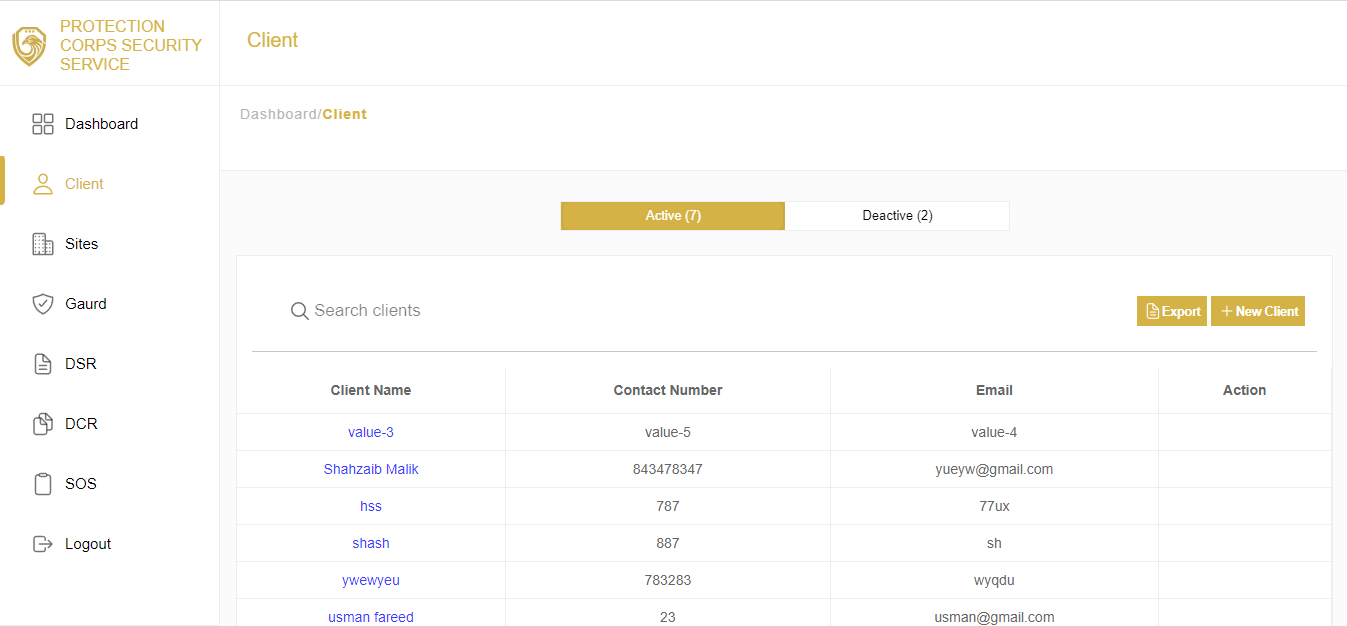 PROTECTION
CORPS SECURITY
SERVICE
Client
Dashboard
Client
Sites
Gaurd
DSR
DCR
SOS
Logout
Dashboard/Client
Active (7) Deactive (2)
Search clients Export New Client
Client Name Contact Number Email Action
value-3 value-5 value-4
Shahzaib Malik 843478347 yueyw@gmail.com
hss 787 77ux
shash 887 sh
ywewyeu 783283 wyqdu
usman fareed 23 usman@gmail.com